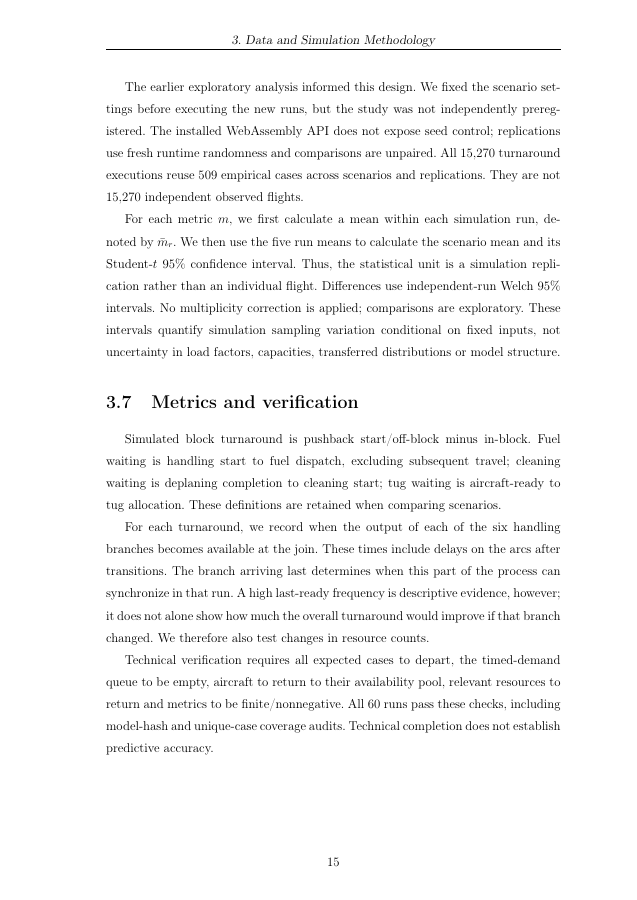 3. Data and Simulation Methodology
The earlier exploratory analysis informed this design. We fixed the scenario set-
tings before executing the new runs, but the study was not independently prereg-
istered. The installed WebAssembly API does not expose seed control; replications
use fresh runtime randomness and comparisons are unpaired. All 15,270 turnaround
executions reuse 509 empirical cases across scenarios and replications. They are not
15,270 independent observed flights.
For each metric m, we first calculate a mean within each simulation run, de-
noted by m̄ᵣ. We then use the five run means to calculate the scenario mean and its
Student-t 95% confidence interval. Thus, the statistical unit is a simulation repli-
cation rather than an individual flight. Differences use independent-run Welch 95%
intervals. No multiplicity correction is applied; comparisons are exploratory. These
intervals quantify simulation sampling variation conditional on fixed inputs, not
uncertainty in load factors, capacities, transferred distributions or model structure.
3.7 Metrics and verification
Simulated block turnaround is pushback start/off-block minus in-block. Fuel
waiting is handling start to fuel dispatch, excluding subsequent travel; cleaning
waiting is deplaning completion to cleaning start; tug waiting is aircraft-ready to
tug allocation. These definitions are retained when comparing scenarios.
For each turnaround, we record when the output of each of the six handling
branches becomes available at the join. These times include delays on the arcs after
transitions. The branch arriving last determines when this part of the process can
synchronize in that run. A high last-ready frequency is descriptive evidence, however;
it does not alone show how much the overall turnaround would improve if that branch
changed. We therefore also test changes in resource counts.
Technical verification requires all expected cases to depart, the timed-demand
queue to be empty, aircraft to return to their availability pool, relevant resources to
return and metrics to be finite/nonnegative. All 60 runs pass these checks, including
model-hash and unique-case coverage audits. Technical completion does not establish
predictive accuracy.
15